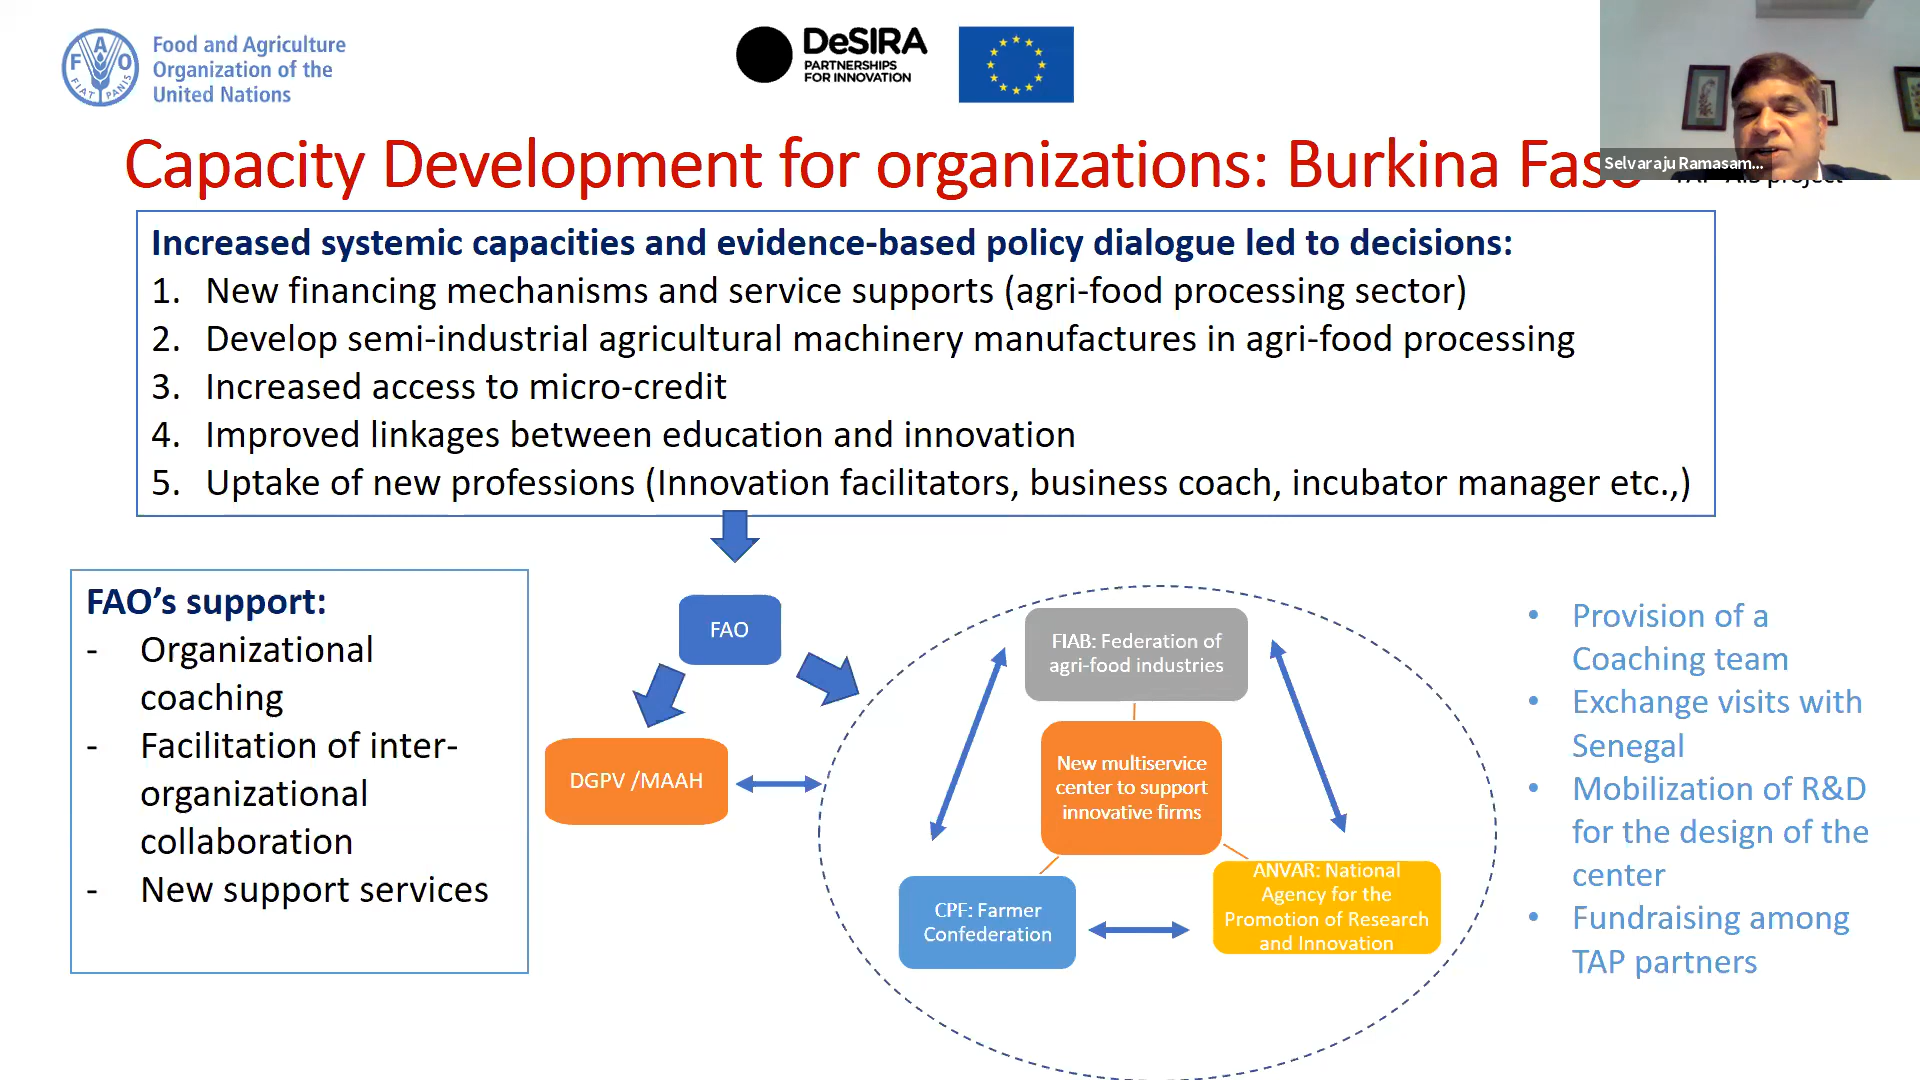 Food and Agriculture
Organization of the
United Nations
F A O
FIAT PANIS
DeSIRA
PARTNERSHIPS
FOR INNOVATION
Selvaraju Ramasam...
Capacity Development for organizations: Burkina Faso
project
Increased systemic capacities and evidence-based policy dialogue led to decisions:
1. New financing mechanisms and service supports (agri-food processing sector)
2. Develop semi-industrial agricultural machinery manufactures in agri-food processing
3. Increased access to micro-credit
4. Improved linkages between education and innovation
5. Uptake of new professions (Innovation facilitators, business coach, incubator manager etc.,)
FAO's support:
- Organizational
coaching
- Facilitation of inter-
organizational
collaboration
- New support services
FAO
DGPV /MAAH
FIAB: Federation of
agri-food industries
New multiservice
center to support
innovative firms
CPF: Farmer
Confederation
ANVAR: National
Agency for the
Promotion of Research
and Innovation
• Provision of a
Coaching team
• Exchange visits with
Senegal
• Mobilization of R&D
for the design of the
center
• Fundraising among
TAP partners